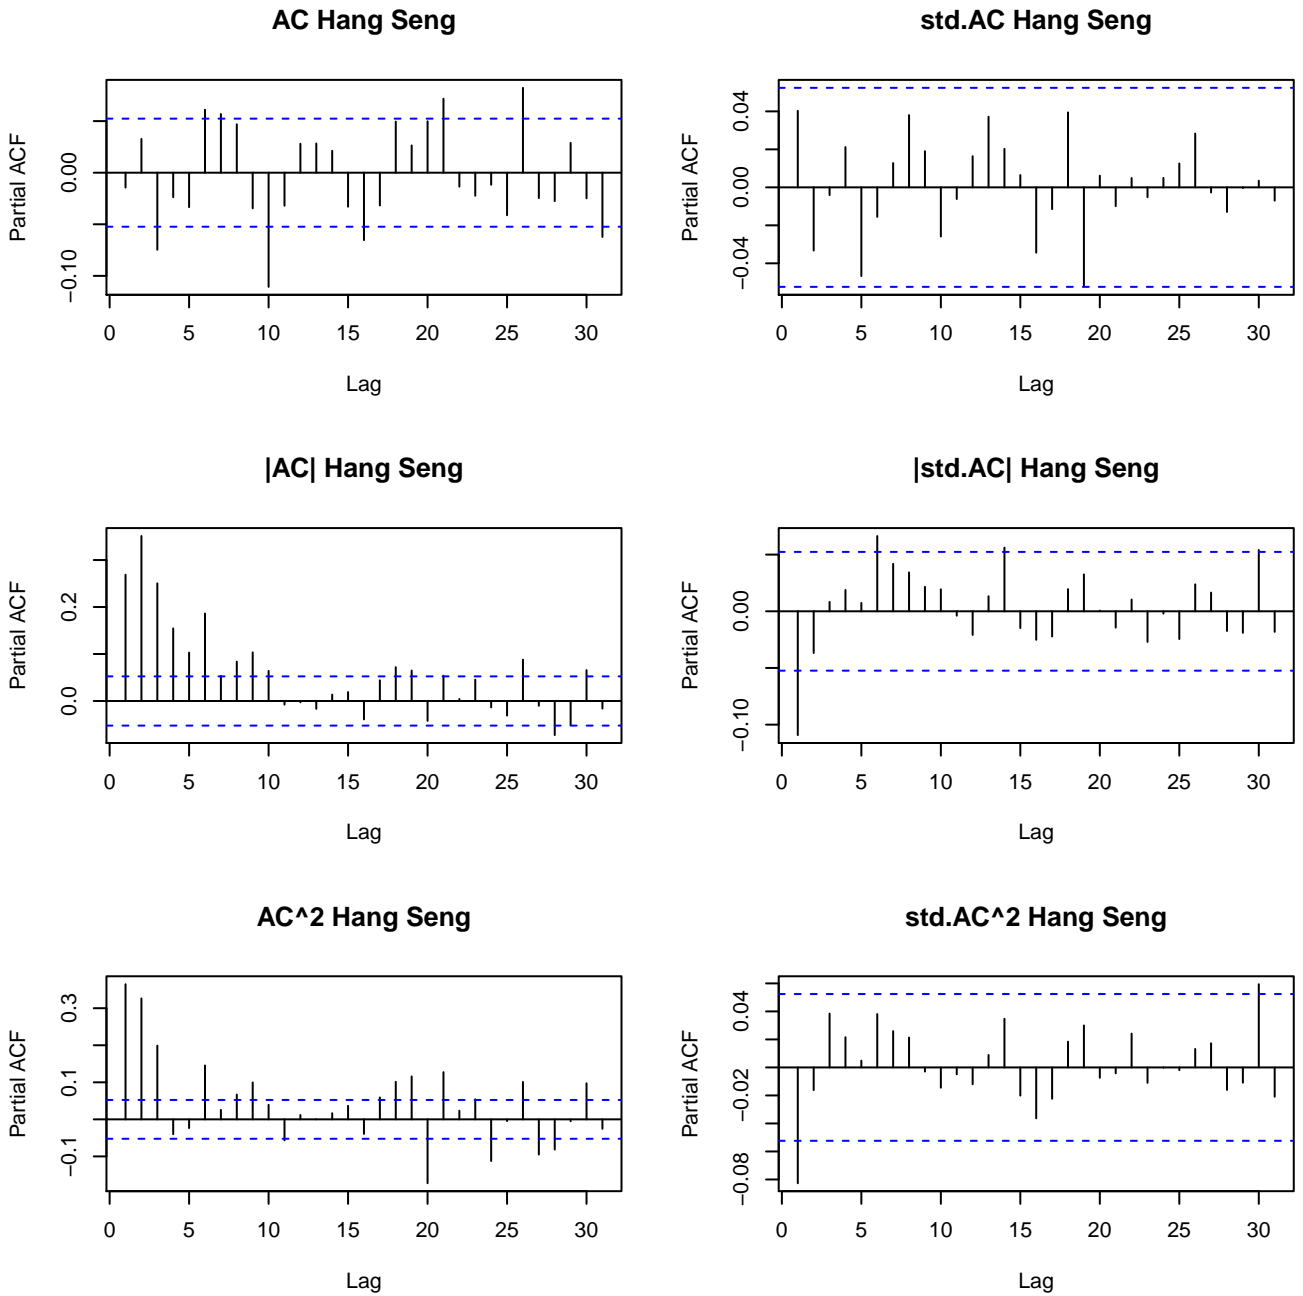 AC Hang Seng
Partial ACF
0.00
−0.10
0 5 10 15 20 25 30
Lag
std.AC Hang Seng
Partial ACF
0.04
0.00
−0.04
0 5 10 15 20 25 30
Lag
|AC| Hang Seng
Partial ACF
0.2
0.0
0 5 10 15 20 25 30
Lag
|std.AC| Hang Seng
Partial ACF
0.00
−0.10
0 5 10 15 20 25 30
Lag
AC^2 Hang Seng
Partial ACF
0.3
0.1
−0.1
0 5 10 15 20 25 30
Lag
std.AC^2 Hang Seng
Partial ACF
0.04
−0.02
−0.08
0 5 10 15 20 25 30
Lag